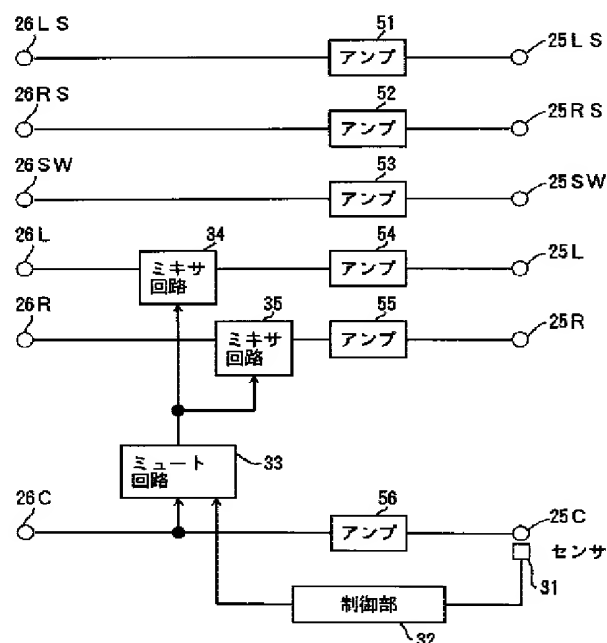 26LS
51
アンプ
25LS
26RS
52
アンプ
25RS
26SW
53
アンプ
25SW
26L
34
ミキサ
回路
54
アンプ
25L
26R
35
ミキサ
回路
55
アンプ
25R
ミュート
回路
33
26C
56
アンプ
25C
センサ
31
制御部
32